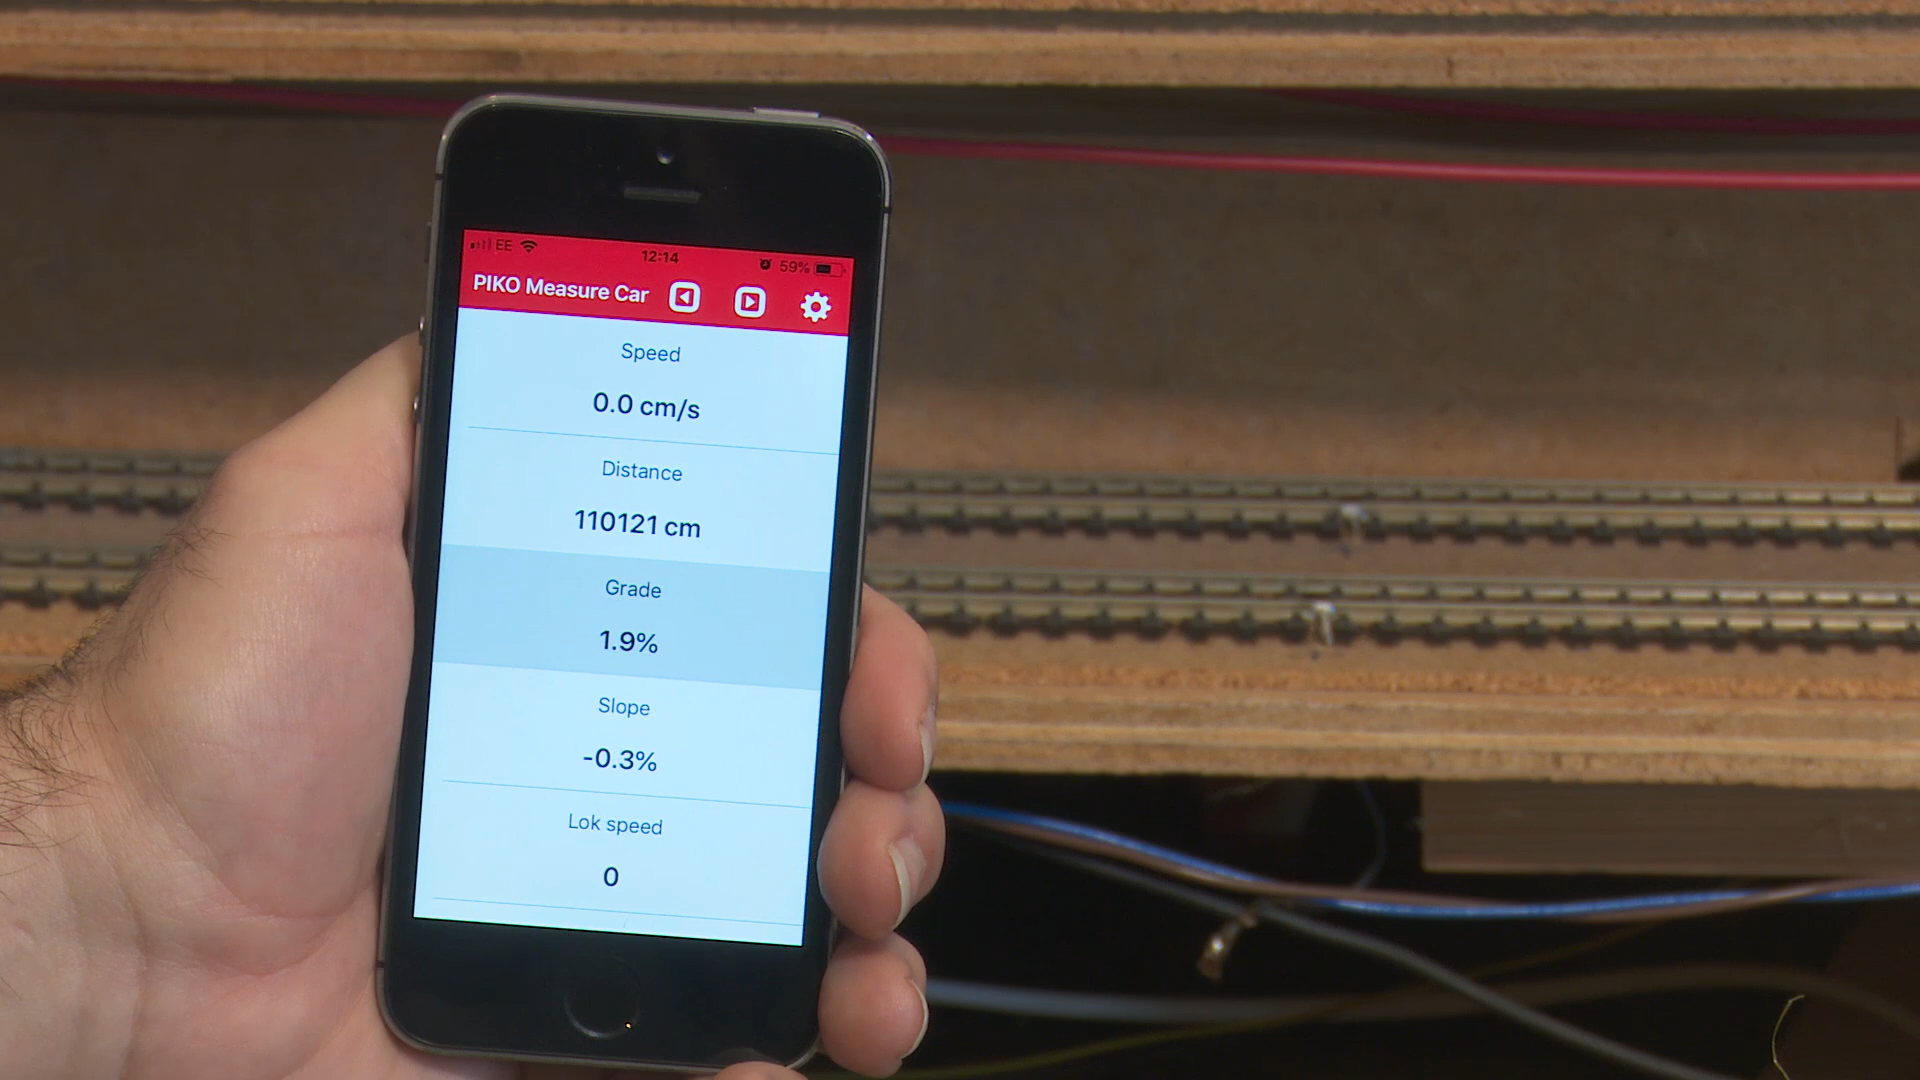 EE 12:14 59%
PIKO Measure Car
Speed
0.0 cm/s
Distance
110121 cm
Grade
1.9%
Slope
-0.3%
Lok speed
0